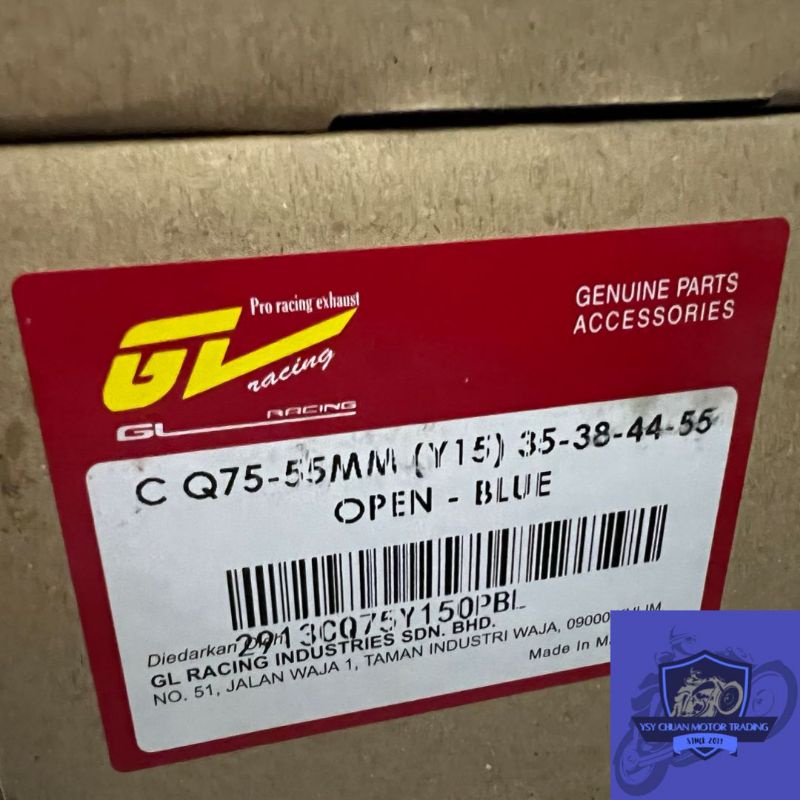 Pro racing exhaust
GL
racing
GL RACING
GENUINE PARTS
ACCESSORIES
C Q75-55MM (Y15) 35-38-44-55
OPEN - BLUE
2913CQ75Y15OPBL
Diedarkan
GL RACING INDUSTRIES SDN. BHD.
NO. 51, JALAN WAJA 1, TAMAN INDUSTRI WAJA, 09000
Made In
YSY CHUAN MOTOR TRADING
SINCE 2019